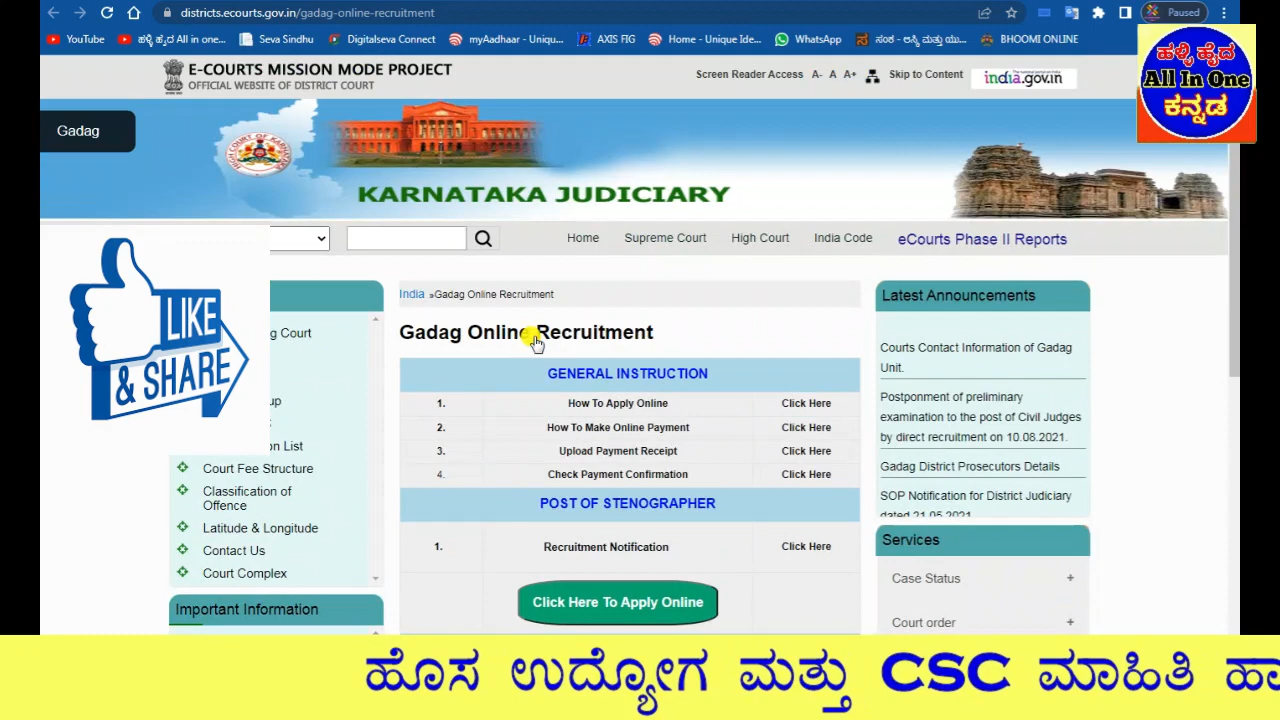 districts.ecourts.gov.in/gadag-online-recruitment
Paused
YouTube
ಹಳ್ಳಿ ಹೈದ All in one...
Seva Sindhu
Digitalseva Connect
myAadhaar - Uniqu...
AXIS FIG
Home - Unique Ide...
WhatsApp
ಸಂಠ - ಅಸ್ಮಿ ಮತ್ತು ಯು...
BHOOMI ONLINE
ಹಳ್ಳಿ ಹೈದ
All In One
ಕನ್ನಡ
E-COURTS MISSION MODE PROJECT
OFFICIAL WEBSITE OF DISTRICT COURT
Screen Reader Access A- A A+ Skip to Content
india.gov.in
Gadag
KARNATAKA JUDICIARY
Home Supreme Court High Court India Code eCourts Phase II Reports
LIKE
& SHARE
g Court
up
n List
Court Fee Structure
Classification of
Offence
Latitude & Longitude
Contact Us
Court Complex
Important Information
India »Gadag Online Recruitment
Gadag Online Recruitment
GENERAL INSTRUCTION
1. How To Apply Online Click Here
2. How To Make Online Payment Click Here
3. Upload Payment Receipt Click Here
4. Check Payment Confirmation Click Here
POST OF STENOGRAPHER
1. Recruitment Notification Click Here
Click Here To Apply Online
Latest Announcements
Courts Contact Information of Gadag
Unit.
Postponment of preliminary
examination to the post of Civil Judges
by direct recruitment on 10.08.2021.
Gadag District Prosecutors Details
SOP Notification for District Judiciary
dated 21.05.2021
Services
Case Status +
Court order +
ಹೊಸ ಉದ್ಯೋಗ ಮತ್ತು CSC ಮಾಹಿತಿ ಹಾ